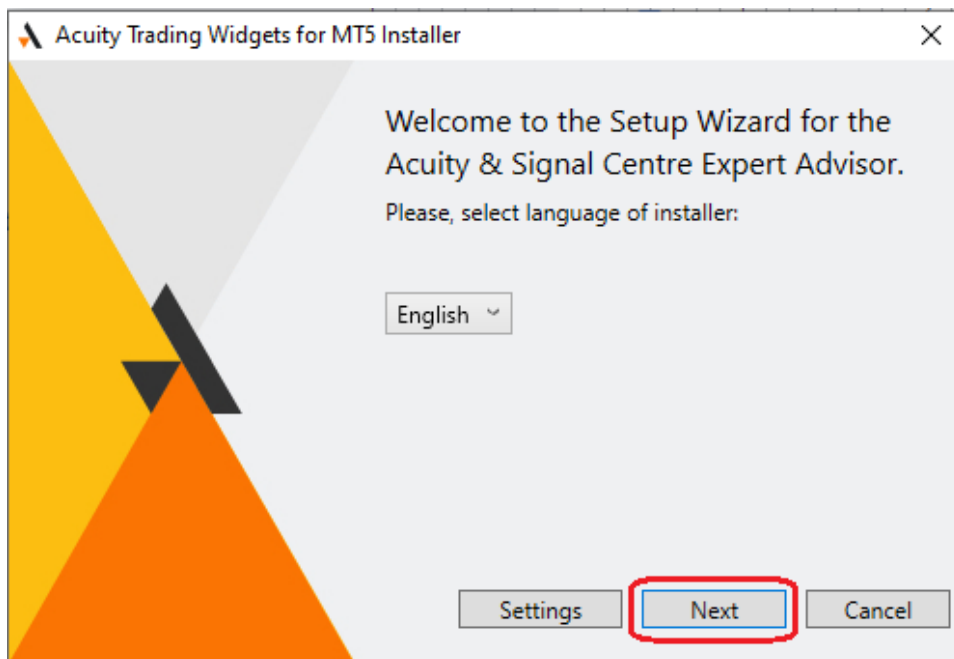 Acuity Trading Widgets for MT5 Installer
Welcome to the Setup Wizard for the
Acuity & Signal Centre Expert Advisor.
Please, select language of installer:
English
Settings
Next
Cancel